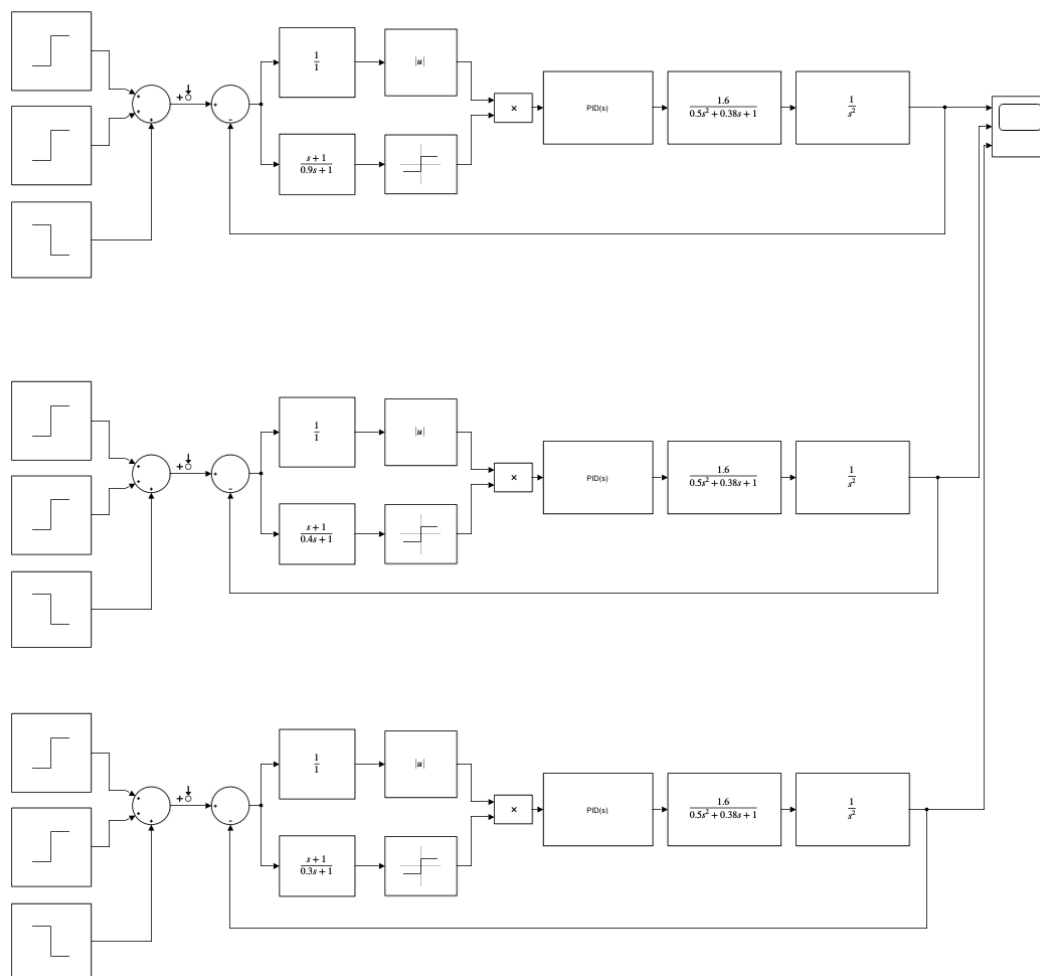 1
1
|u|
×
PID(s)
1.6
0.5s² + 0.38s + 1
1
s²
s + 1
0.9s + 1
1
1
|u|
×
PID(s)
1.6
0.5s² + 0.38s + 1
1
s²
s + 1
0.4s + 1
1
1
|u|
×
PID(s)
1.6
0.5s² + 0.38s + 1
1
s²
s + 1
0.3s + 1